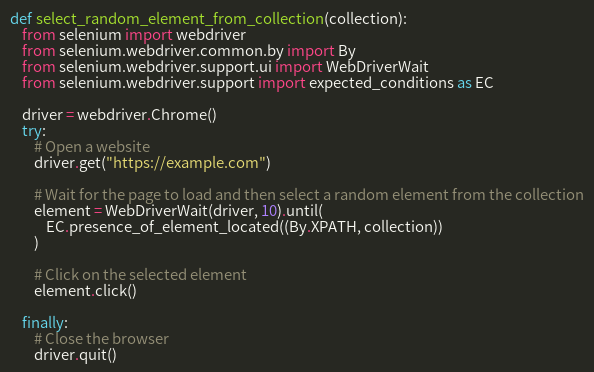 def select_random_element_from_collection(collection):
    from selenium import webdriver
    from selenium.webdriver.common.by import By
    from selenium.webdriver.support.ui import WebDriverWait
    from selenium.webdriver.support import expected_conditions as EC

    driver = webdriver.Chrome()
    try:
        # Open a website
        driver.get("https://example.com")

        # Wait for the page to load and then select a random element from the collection
        element = WebDriverWait(driver, 10).until(
            EC.presence_of_element_located((By.XPATH, collection))
        )

        # Click on the selected element
        element.click()

    finally:
        # Close the browser
        driver.quit()